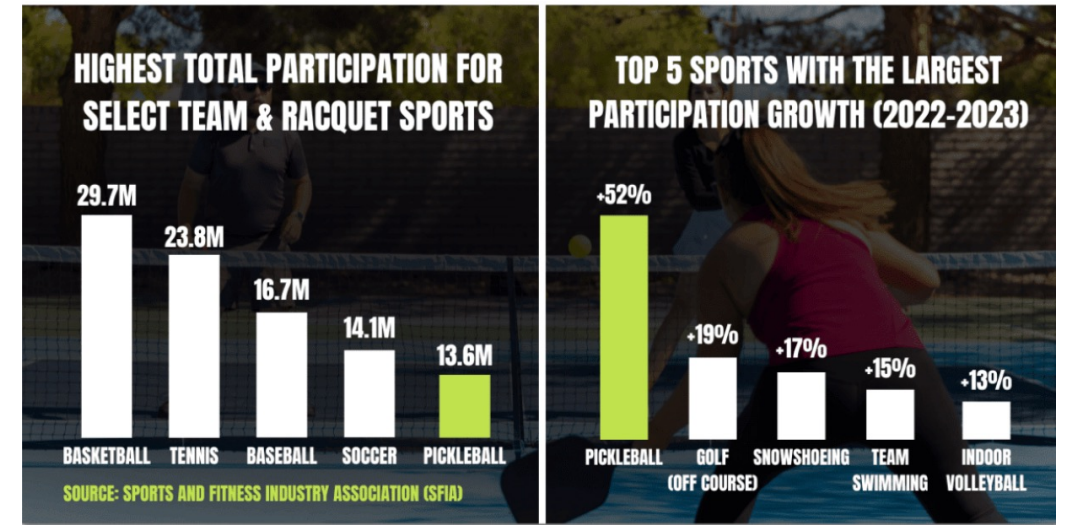 HIGHEST TOTAL PARTICIPATION FOR
SELECT TEAM & RACQUET SPORTS
29.7M
23.8M
16.7M
14.1M
13.6M
BASKETBALL
TENNIS
BASEBALL
SOCCER
PICKLEBALL
SOURCE: SPORTS AND FITNESS INDUSTRY ASSOCIATION (SFIA)
TOP 5 SPORTS WITH THE LARGEST
PARTICIPATION GROWTH (2022-2023)
+52%
+19%
+17%
+15%
+13%
PICKLEBALL
GOLF
(OFF COURSE)
SNOWSHOEING
TEAM
SWIMMING
INDOOR
VOLLEYBALL